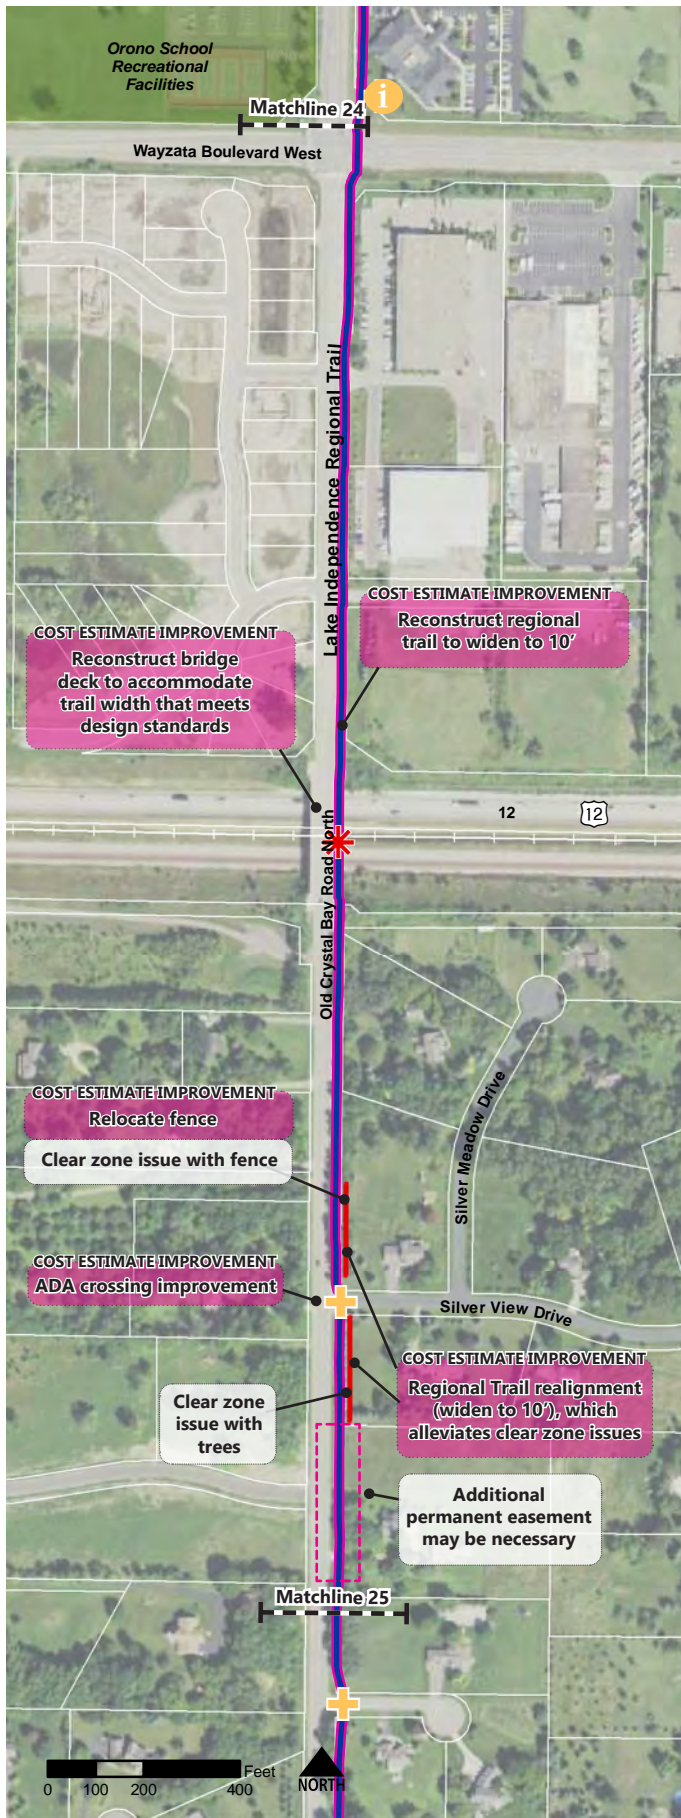 Orono School
Recreational
Facilities
i
Matchline 24
Wayzata Boulevard West
Lake Independence Regional Trail
COST ESTIMATE IMPROVEMENT
Reconstruct regional
trail to widen to 10’
COST ESTIMATE IMPROVEMENT
Reconstruct bridge
deck to accommodate
trail width that meets
design standards
12
12
Old Crystal Bay Road North
Silver Meadow Drive
COST ESTIMATE IMPROVEMENT
Relocate fence
Clear zone issue with fence
COST ESTIMATE IMPROVEMENT
ADA crossing improvement
Silver View Drive
COST ESTIMATE IMPROVEMENT
Regional Trail realignment
(widen to 10’), which
alleviates clear zone issues
Clear zone
issue with
trees
Additional
permanent easement
may be necessary
Matchline 25
Feet
0 100 200 400
NORTH